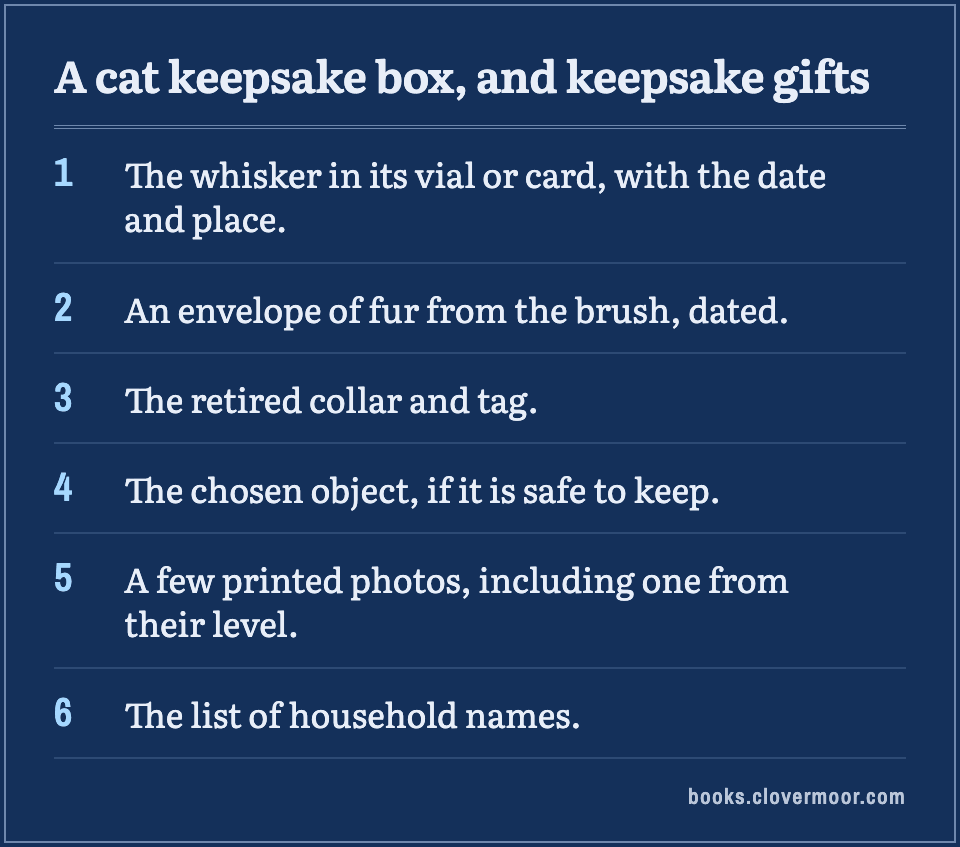 A cat keepsake box, and keepsake gifts
1 The whisker in its vial or card, with the date
and place.
2 An envelope of fur from the brush, dated.
3 The retired collar and tag.
4 The chosen object, if it is safe to keep.
5 A few printed photos, including one from
their level.
6 The list of household names.
books.clovermoor.com